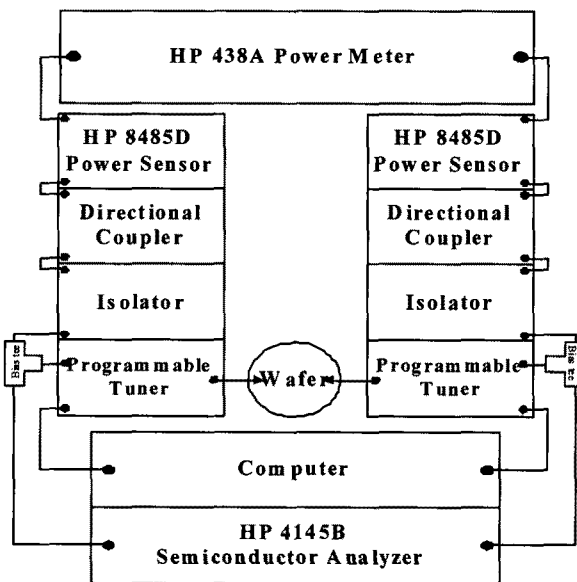 HP 438A Power Meter
HP 8485D
Power Sensor
Directional
Coupler
Isolator
Programmable
Tuner
Bias tee
HP 8485D
Power Sensor
Directional
Coupler
Isolator
Programmable
Tuner
Bias tee
Wafer
Computer
HP 4145B
Semiconductor Analyzer